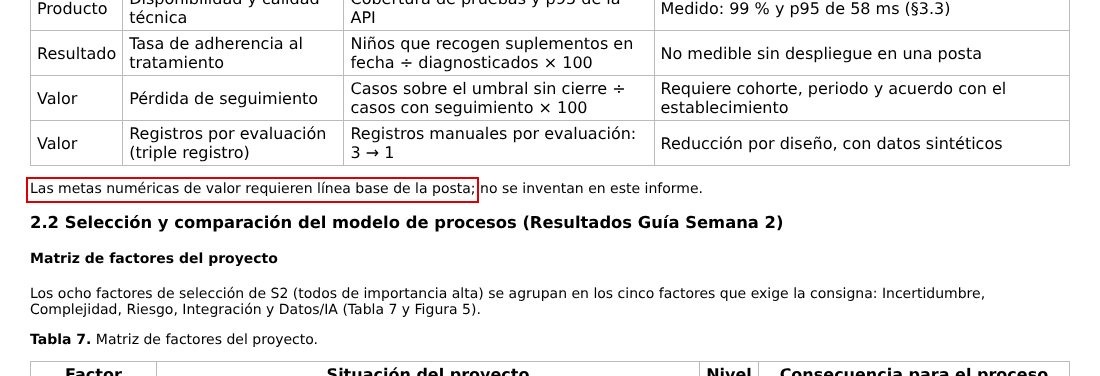 Producto
Disponibilidad y calidad
técnica
Cobertura de pruebas y p95 de la
API
Medido: 99 % y p95 de 58 ms (§3.3)
Resultado
Tasa de adherencia al
tratamiento
Niños que recogen suplementos en
fecha ÷ diagnosticados × 100
No medible sin despliegue en una posta
Valor
Pérdida de seguimiento
Casos sobre el umbral sin cierre ÷
casos con seguimiento × 100
Requiere cohorte, periodo y acuerdo con el
establecimiento
Valor
Registros por evaluación
(triple registro)
Registros manuales por evaluación:
3 → 1
Reducción por diseño, con datos sintéticos
Las metas numéricas de valor requieren línea base de la posta; no se inventan en este informe.
2.2 Selección y comparación del modelo de procesos (Resultados Guía Semana 2)
Matriz de factores del proyecto
Los ocho factores de selección de S2 (todos de importancia alta) se agrupan en los cinco factores que exige la consigna: Incertidumbre,
Complejidad, Riesgo, Integración y Datos/IA (Tabla 7 y Figura 5).
Tabla 7. Matriz de factores del proyecto.
Factor
Situación del proyecto
Nivel
Consecuencia para el proceso